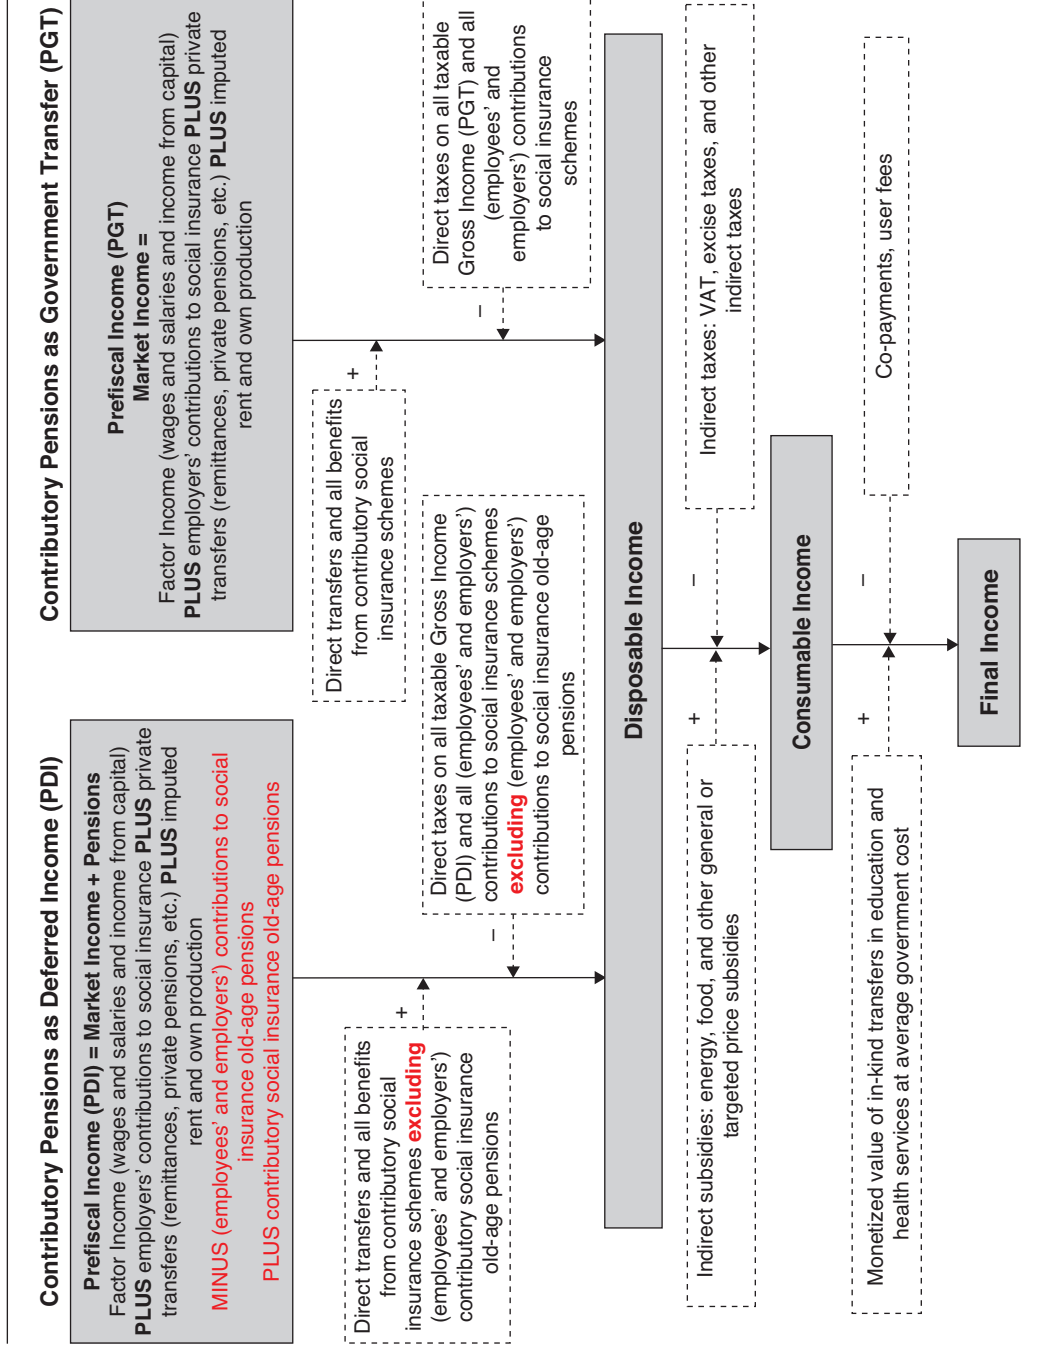 Contributory Pensions as Deferred Income (PDI)
Prefiscal Income (PDI) = Market Income + Pensions
Factor Income (wages and salaries and income from capital)
PLUS employers' contributions to social insurance PLUS private
transfers (remittances, private pensions, etc.) PLUS imputed
rent and own production
MINUS (employees' and employers') contributions to social
insurance old-age pensions
PLUS contributory social insurance old-age pensions
Contributory Pensions as Government Transfer (PGT)
Prefiscal Income (PGT)
Market Income =
Factor Income (wages and salaries and income from capital)
PLUS employers' contributions to social insurance PLUS private
transfers (remittances, private pensions, etc.) PLUS imputed
rent and own production
Direct transfers and all benefits
from contributory social
insurance schemes excluding
(employees' and employers')
contributory social insurance
old-age pensions
+
–
Direct taxes on all taxable Gross Income
(PDI) and all (employees' and employers')
contributions to social insurance schemes
excluding (employees' and employers')
contributions to social insurance old-age
pensions
Direct transfers and all benefits
from contributory social
insurance schemes
+
–
Direct taxes on all taxable
Gross Income (PGT) and all
(employees' and
employers') contributions
to social insurance
schemes
Disposable Income
Indirect subsidies: energy, food, and other general or
targeted price subsidies
+
–
Indirect taxes: VAT, excise taxes, and other
indirect taxes
Consumable Income
Monetized value of in-kind transfers in education and
health services at average government cost
+
–
Co-payments, user fees
Final Income